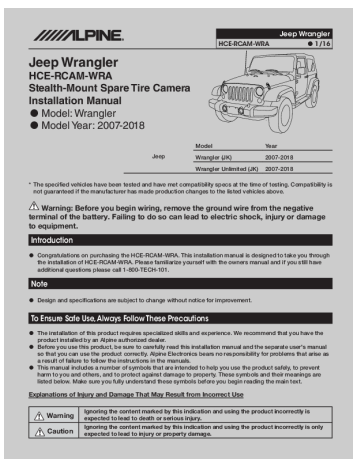 ALPINE.
Jeep Wrangler
HCE-RCAM-WRA
● 1/16
Jeep Wrangler
HCE-RCAM-WRA
Stealth-Mount Spare Tire Camera
Installation Manual
● Model: Wrangler
● Model Year: 2007-2018
Model Year
Jeep Wrangler (JK) 2007-2018
Wrangler Unlimited (JK) 2007-2018
* The specified vehicles have been tested and have met compatibility specs at the time of testing. Compatibility is
not guaranteed if the manufacturer has made production changes to the listed vehicles above.
⚠ Warning: Before you begin wiring, remove the ground wire from the negative
terminal of the battery. Failing to do so can lead to electric shock, injury or damage
to equipment.
Introduction
● Congratulations on purchasing the HCE-RCAM-WRA. This installation manual is designed to take you through
the installation of HCE-RCAM-WRA. Please familiarize yourself with the owners manual and if you still have
additional questions please call 1-800-TECH-101.
Note
● Design and specifications are subject to change without notice for improvement.
To Ensure Safe Use, Always Follow These Precautions
● The installation of this product requires specialized skills and experience. We recommend that you have the
product installed by an Alpine authorized dealer.
● Before you use this product, be sure to carefully read this installation manual and the separate user's manual
so that you can use the product correctly. Alpine Electronics bears no responsibility for problems that arise as
a result of failure to follow the instructions in the manuals.
● This manual includes a number of symbols that are intended to help you use the product safely, to prevent
harm to you and others, and to protect against damage to property. These symbols and their meanings are
listed below. Make sure you fully understand these symbols before you begin reading the main text.
Explanations of Injury and Damage That May Result from Incorrect Use
⚠ Warning Ignoring the content marked by this indication and using the product incorrectly is
expected to lead to death or serious injury.
⚠ Caution Ignoring the content marked by this indication and using the product incorrectly is only
expected to lead to injury or property damage.